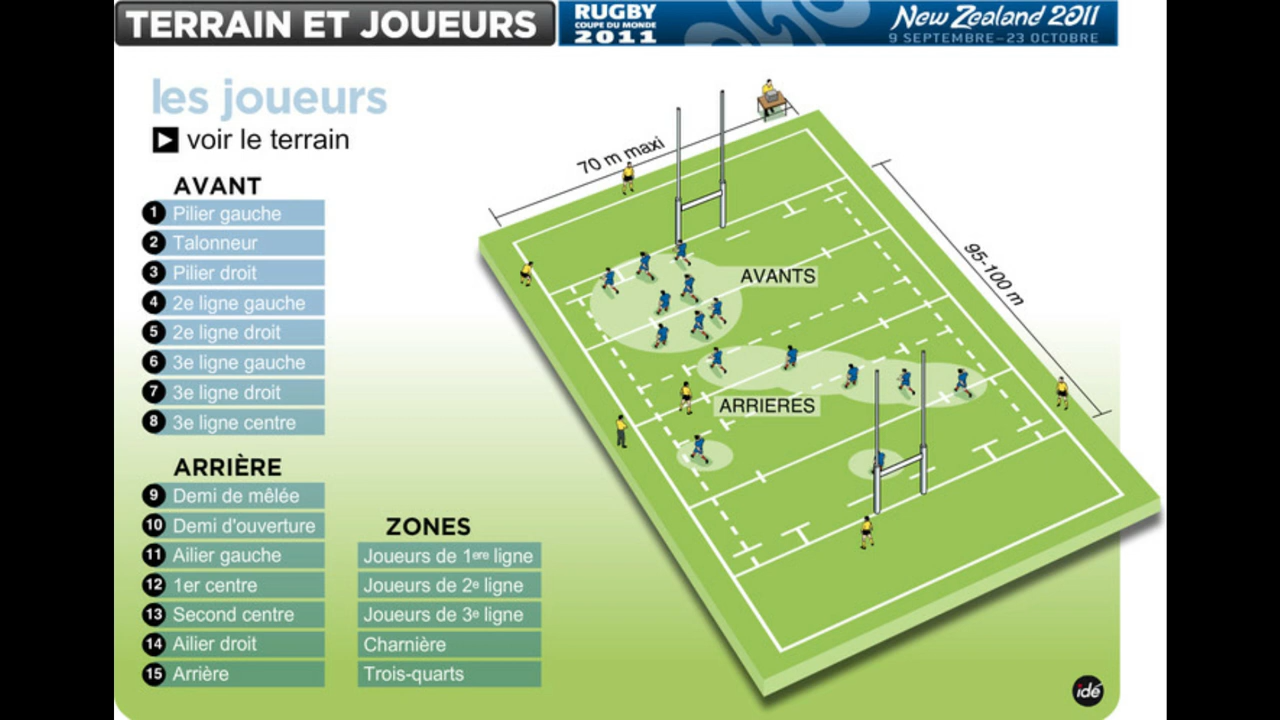 TERRAIN ET JOUEURS
RUGBY
COUPE DU MONDE
2011
New Zealand 2011
9 SEPTEMBRE–23 OCTOBRE
les joueurs
voir le terrain
AVANT
1 Pilier gauche
2 Talonneur
3 Pilier droit
4 2e ligne gauche
5 2e ligne droit
6 3e ligne gauche
7 3e ligne droit
8 3e ligne centre
ARRIÈRE
9 Demi de mêlée
10 Demi d'ouverture
11 Ailier gauche
12 1er centre
13 Second centre
14 Ailier droit
15 Arrière
ZONES
Joueurs de 1ere ligne
Joueurs de 2e ligne
Joueurs de 3e ligne
Charnière
Trois-quarts
70 m maxi
95-100 m
AVANTS
ARRIERES
idé